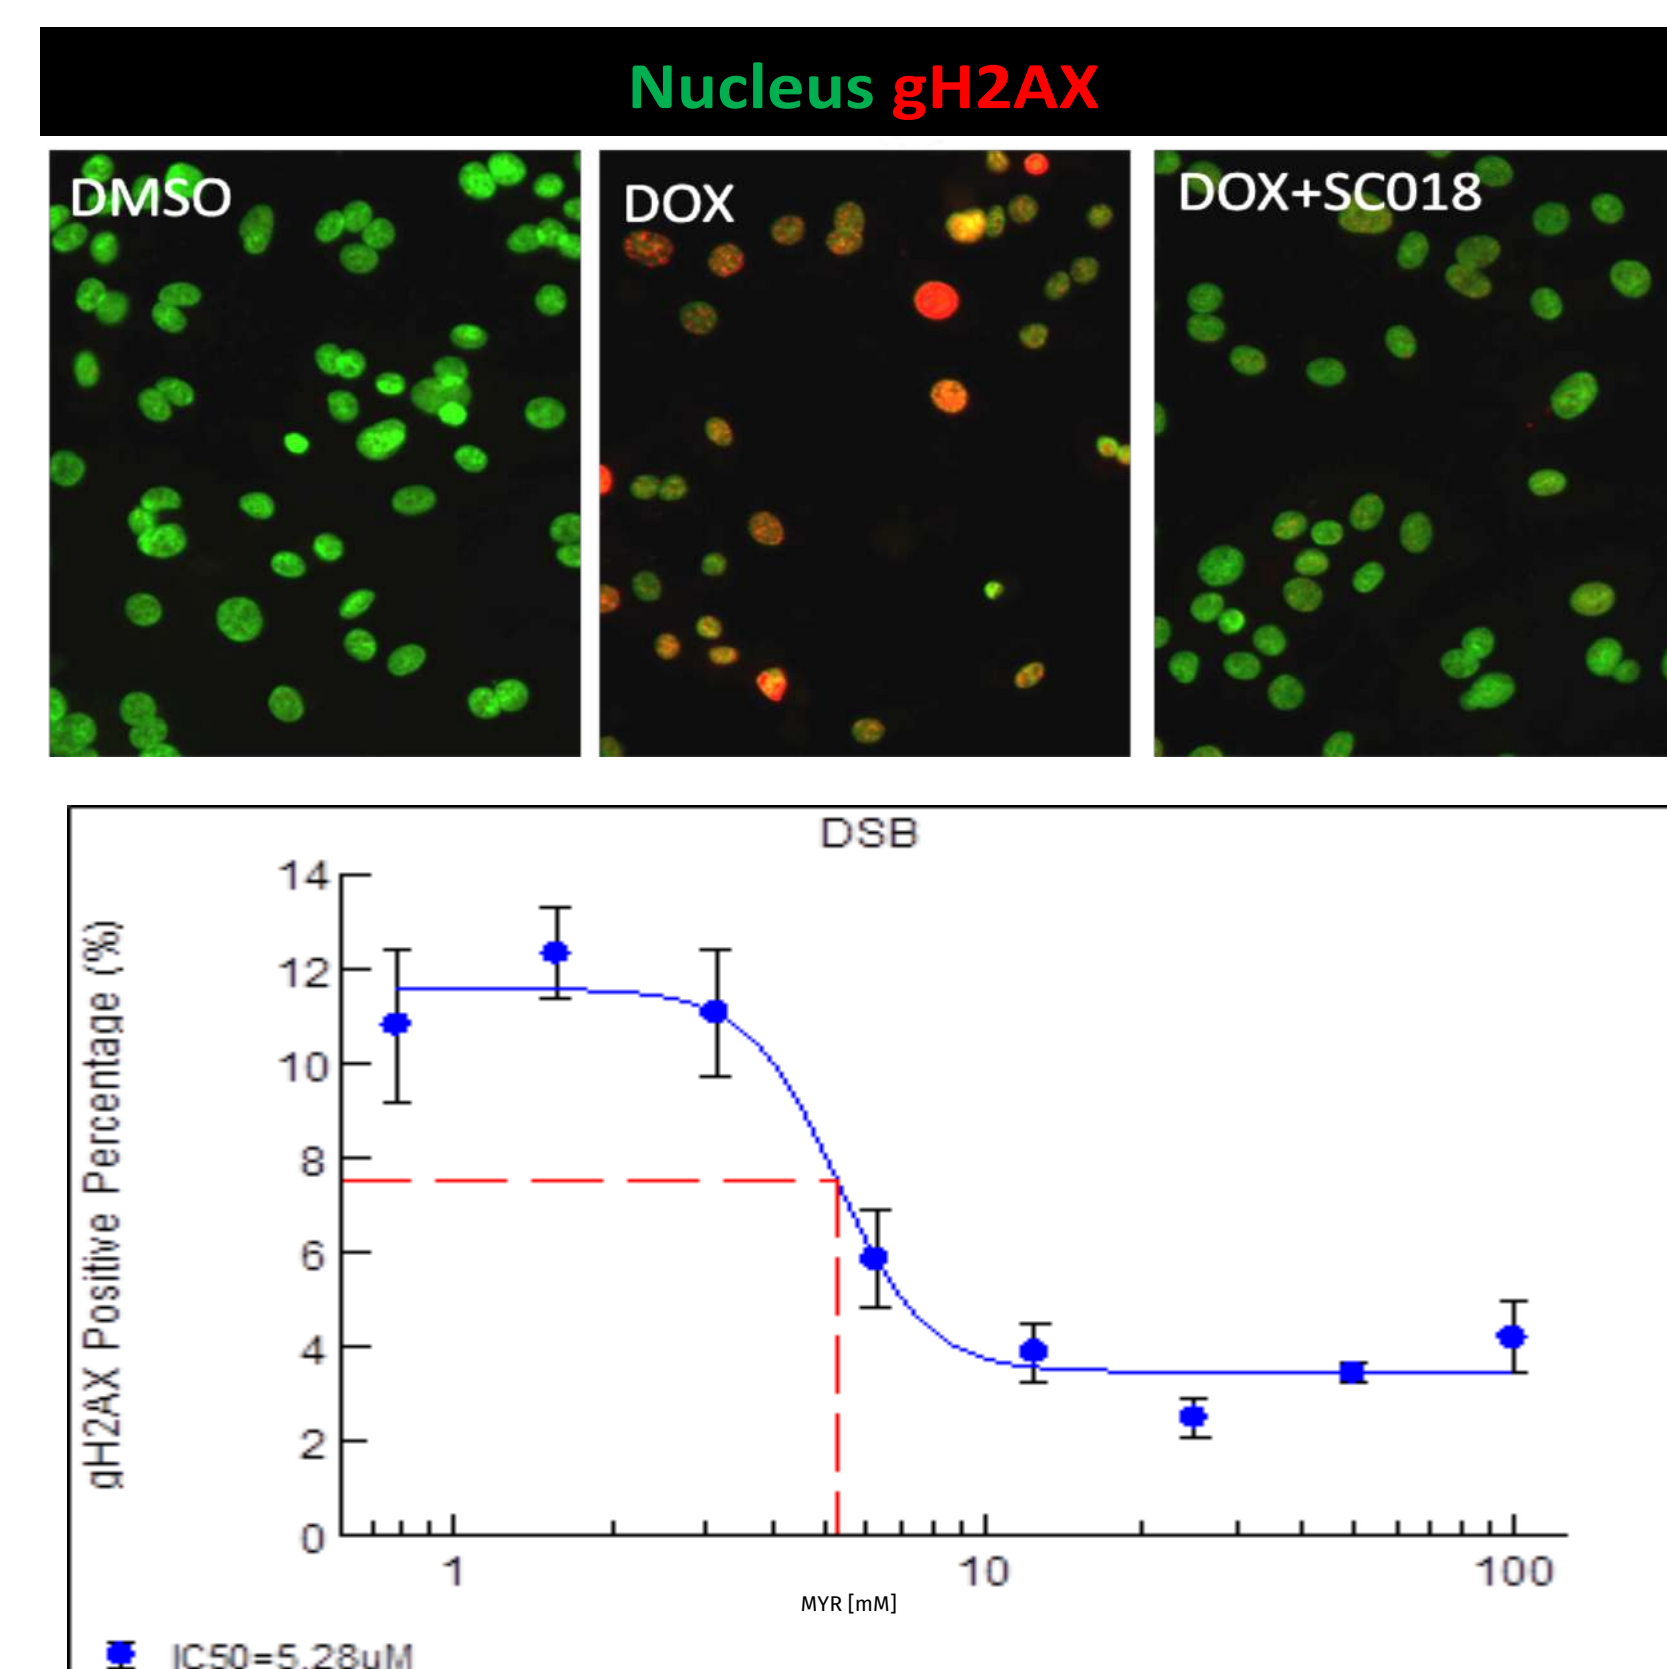 Nucleus gH2AX
DMSO
DOX
DOX+SC018
DSB
gH2AX Positive Percentage (%)
14
12
10
8
6
4
2
0
1
10
100
MYR [mM]
IC50=5.28uM